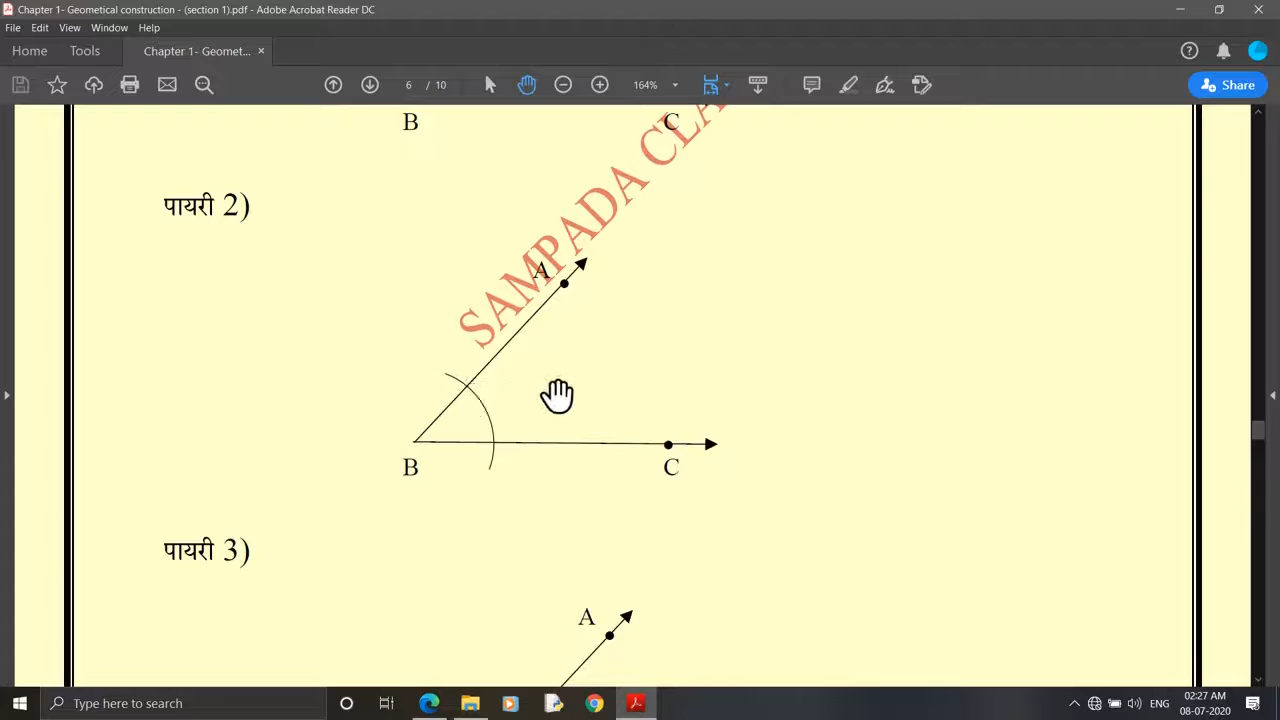 Chapter 1- Geometical construction - (section 1).pdf - Adobe Acrobat Reader DC
File Edit View Window Help
Home Tools Chapter 1- Geomet... ×
6 / 10 164% Share
B C
SAMPADA CLA
पायरी 2)
A
B C
पायरी 3)
A
Type here to search
ENG
02:27 AM
08-07-2020